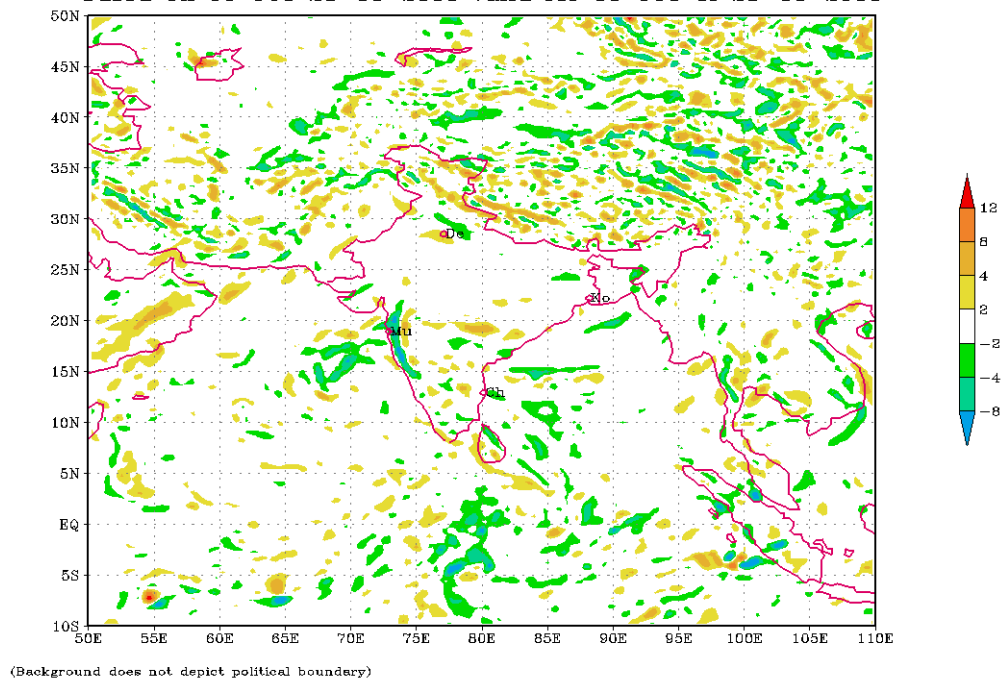 50N
45N
40N
35N
30N
25N
20N
15N
10N
5N
EQ
5S
10S
50E 55E 60E 65E 70E 75E 80E 85E 90E 95E 100E 105E 110E
De
Ko
Mu
Ch
12
8
4
2
-2
-4
-8
(Background does not depict political boundary)